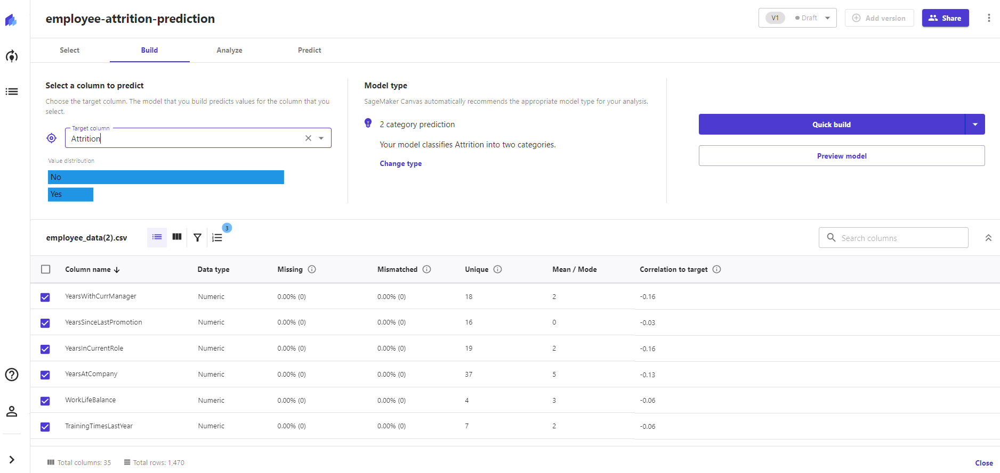 employee-attrition-prediction
V1
Draft
Add version
Share
Select
Build
Analyze
Predict
Select a column to predict
Choose the target column. The model that you build predicts values for the column that you
select.
Target column
Attrition
Value distribution
No
Yes
Model type
SageMaker Canvas automatically recommends the appropriate model type for your analysis.
2 category prediction
Your model classifies Attrition into two categories.
Change type
Quick build
Preview model
employee_data(2).csv
3
Search columns
Column name Data type Missing Mismatched Unique Mean / Mode Correlation to target
YearsWithCurrManager Numeric 0.00% (0) 0.00% (0) 18 2 -0.16
YearsSinceLastPromotion Numeric 0.00% (0) 0.00% (0) 16 0 -0.03
YearsInCurrentRole Numeric 0.00% (0) 0.00% (0) 19 2 -0.16
YearsAtCompany Numeric 0.00% (0) 0.00% (0) 37 5 -0.13
WorkLifeBalance Numeric 0.00% (0) 0.00% (0) 4 3 -0.06
TrainingTimesLastYear Numeric 0.00% (0) 0.00% (0) 7 2 -0.06
Total columns: 35 Total rows: 1,470
Close